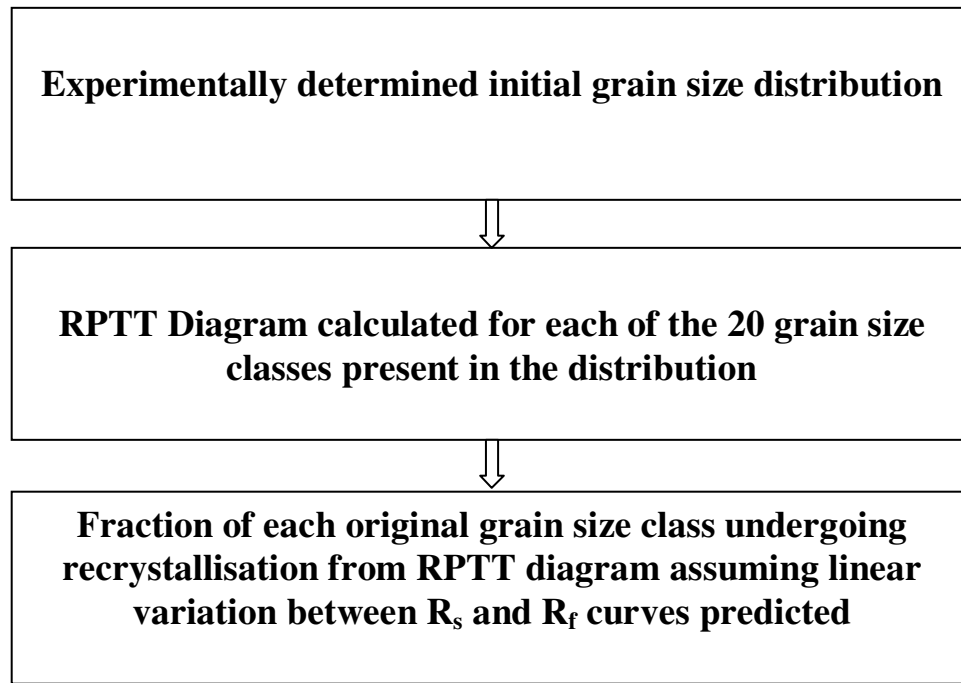 Experimentally determined initial grain size distribution
RPTT Diagram calculated for each of the 20 grain size
classes present in the distribution
Fraction of each original grain size class undergoing
recrystallisation from RPTT diagram assuming linear
variation between Rs and Rf curves predicted